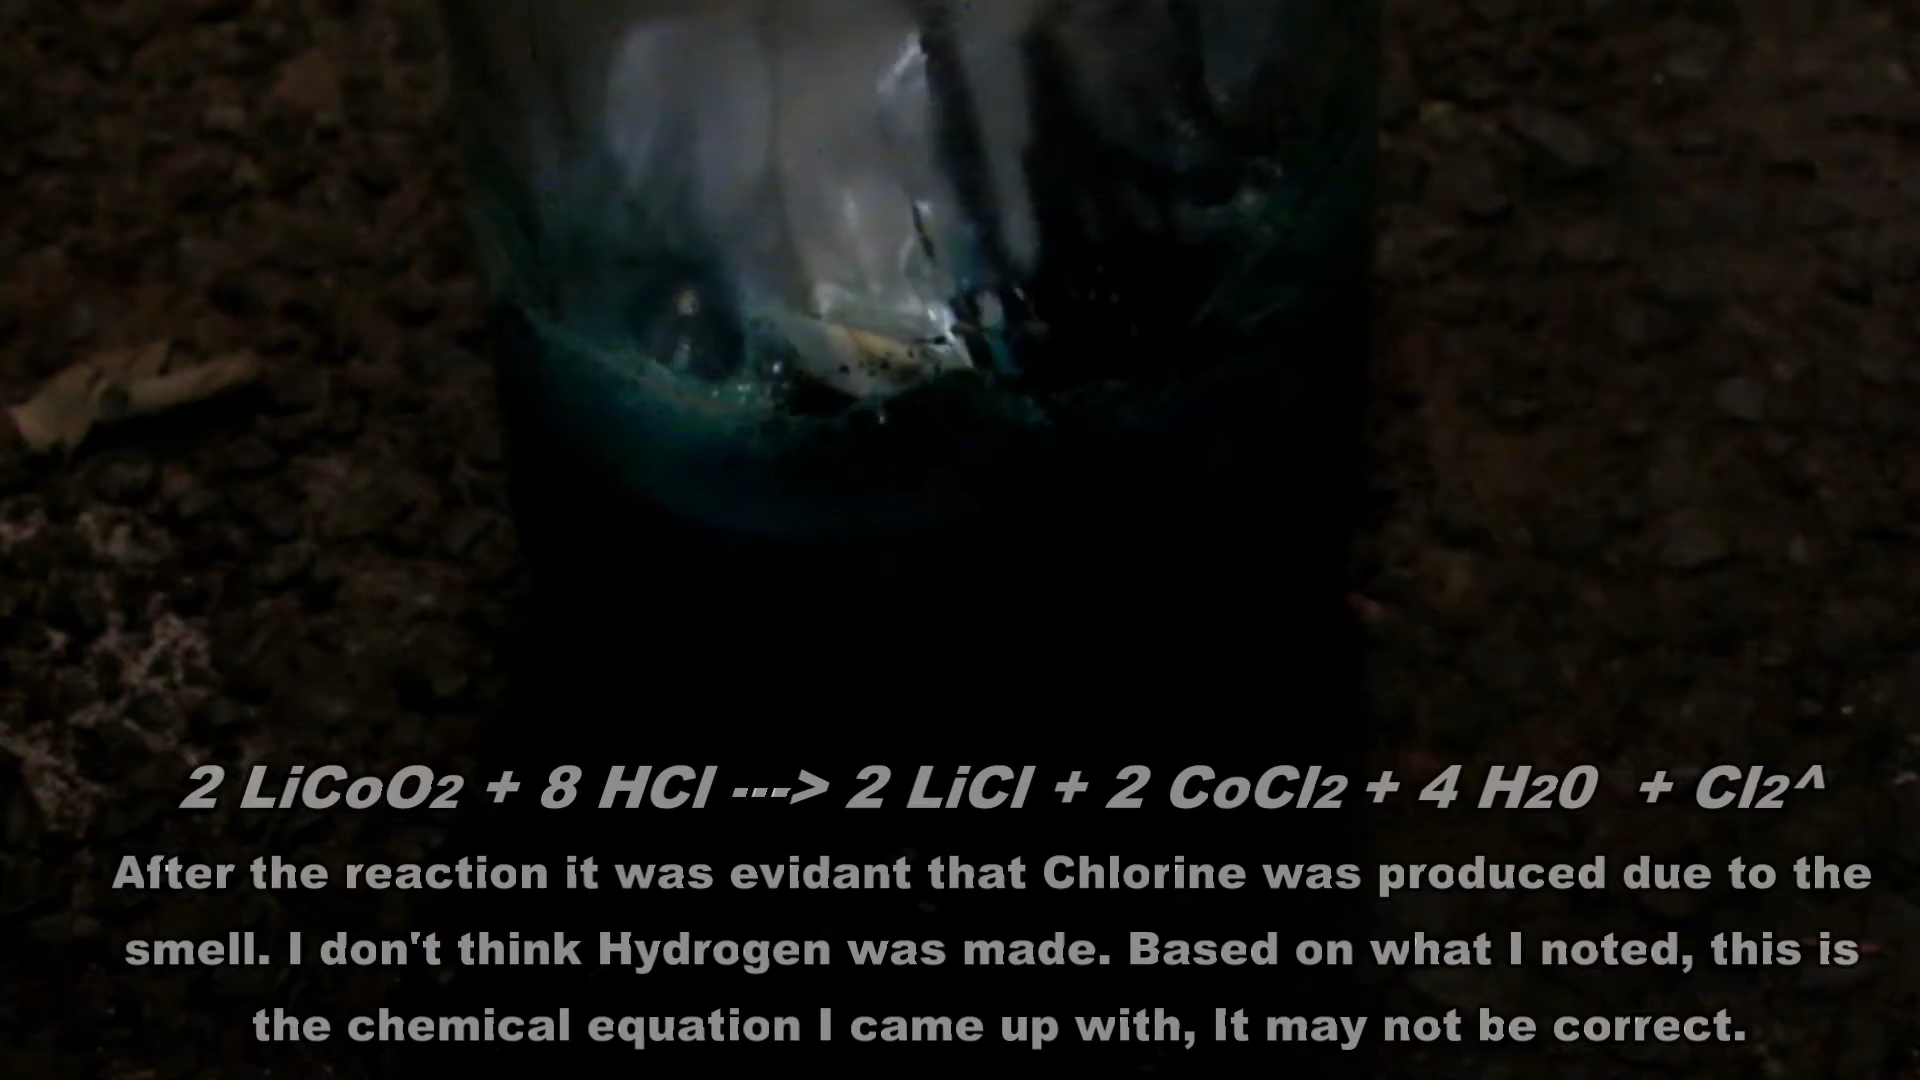 2 LiCoO2 + 8 HCl ---> 2 LiCl + 2 CoCl2 + 4 H20 + Cl2^
After the reaction it was evidant that Chlorine was produced due to the
smell. I don't think Hydrogen was made. Based on what I noted, this is
the chemical equation I came up with, It may not be correct.